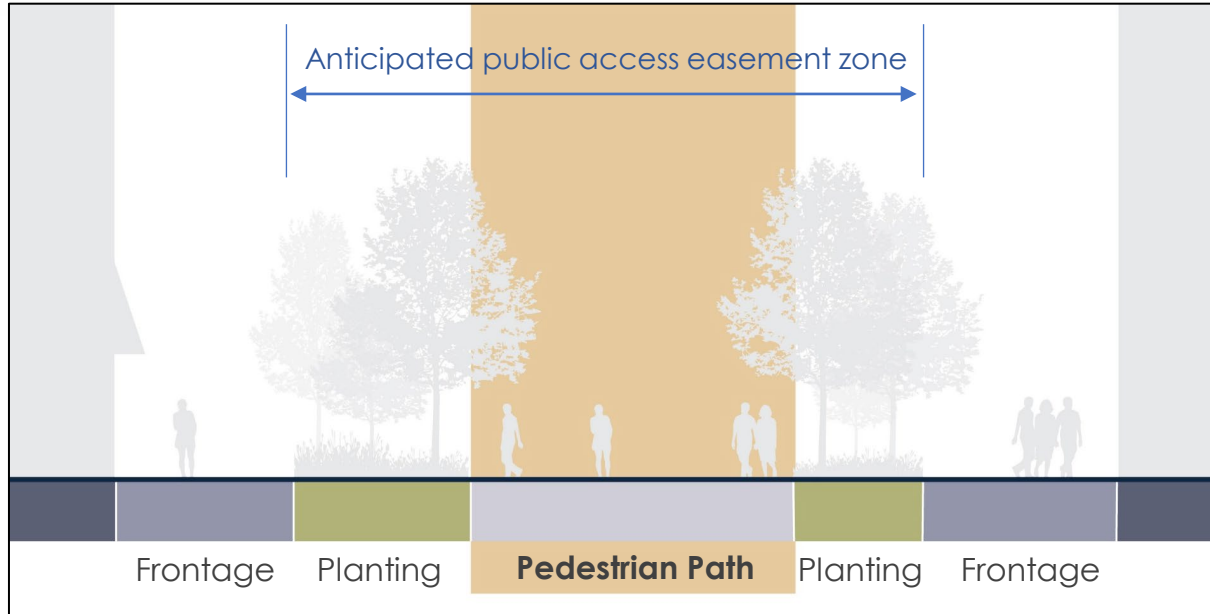 Anticipated public access easement zone
Frontage Planting Pedestrian Path Planting Frontage